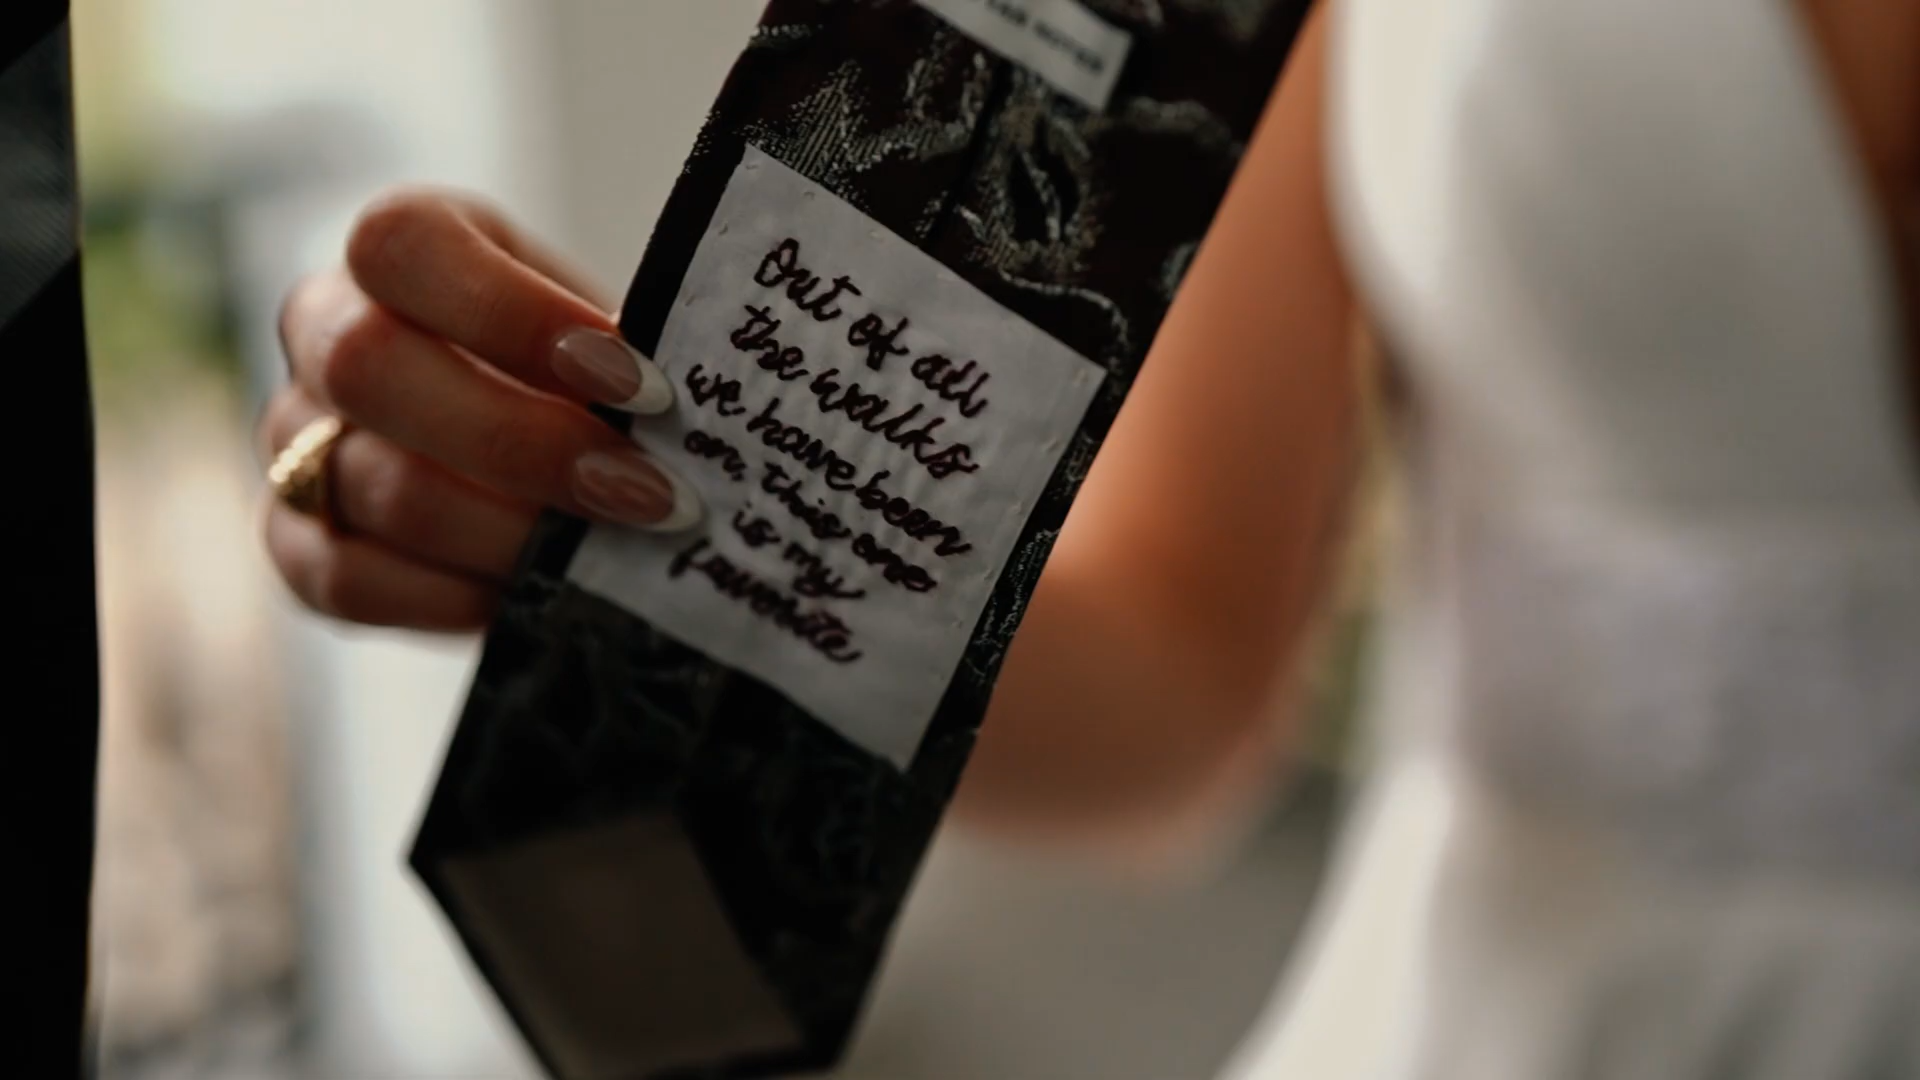 Out of all
the walks
we have been
on, this one
is my
favorite